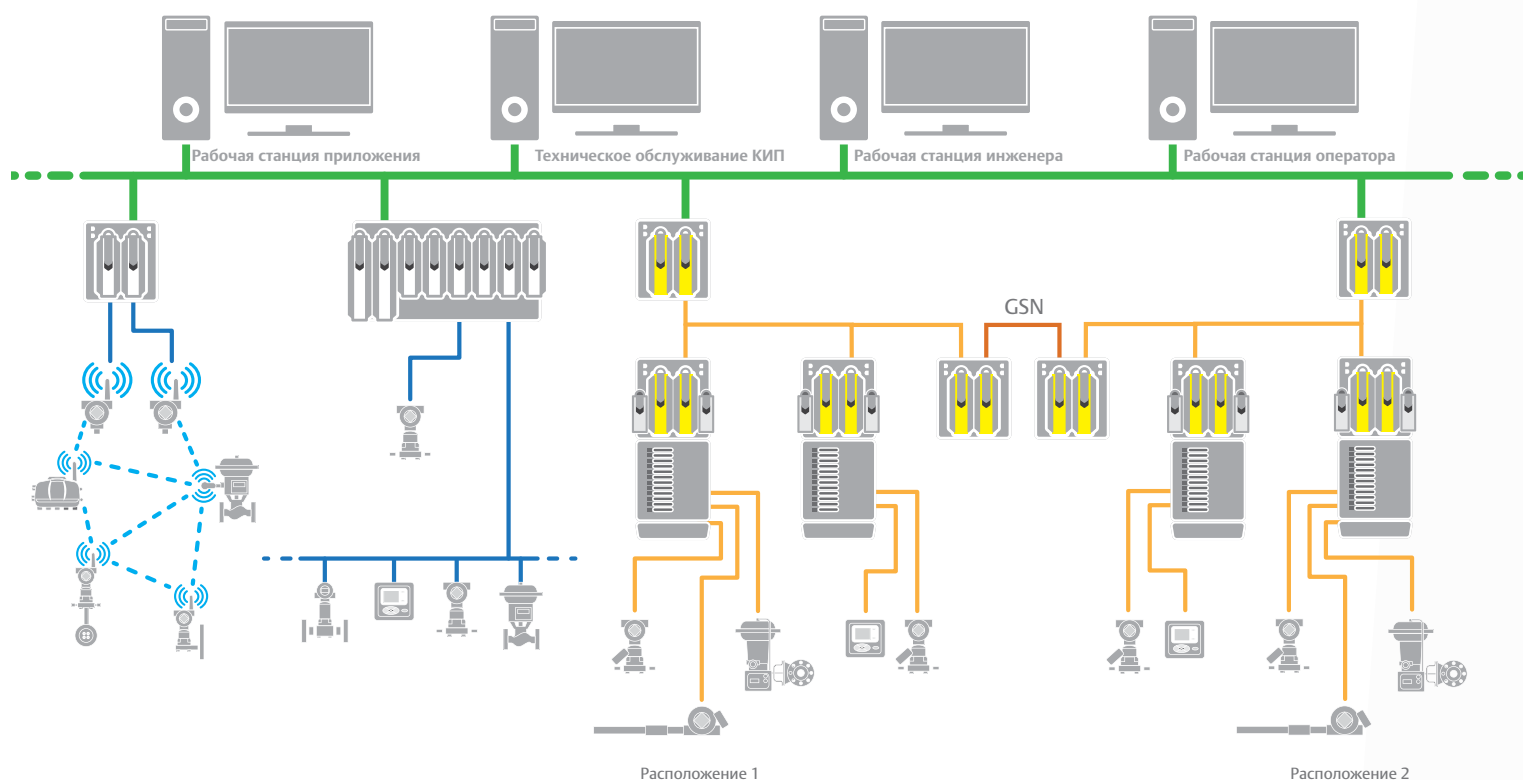 Рабочая станция приложения
Техническое обслуживание КИП
Рабочая станция инженера
Рабочая станция оператора
GSN
Расположение 1
Расположение 2